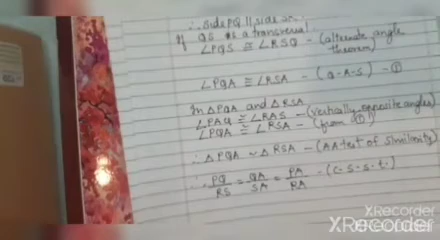 ∴ side PQ || side SR
If QS is a transversal
∠PQS ≅ ∠RSQ - (alternate angle
theorem)
∠PQA ≅ ∠RSA - (Q-A-S) - ①
In △PQA and △RSA
∠PAQ ≅ ∠RAS - (vertically opposite angles)
∠PQA ≅ ∠RSA - (from ①)
∴ △PQA ~ △RSA - (AA test of similarity)
∴ PQ/RS = QA/SA = PA/RA - (C.S.S.T.)
XRecorder
XRecorder